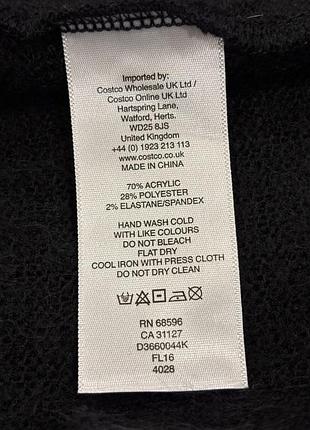 Imported by:
Costco Wholesale UK Ltd /
Costco Online UK Ltd
Hartspring Lane,
Watford, Herts.
WD25 8JS
United Kingdom
+44 (0) 1923 213 113
www.costco.co.uk
MADE IN CHINA
70% ACRYLIC
28% POLYESTER
2% ELASTANE/SPANDEX
HAND WASH COLD
WITH LIKE COLOURS
DO NOT BLEACH
FLAT DRY
COOL IRON WITH PRESS CLOTH
DO NOT DRY CLEAN
RN 68596
CA 31127
D3660044K
FL16
4028